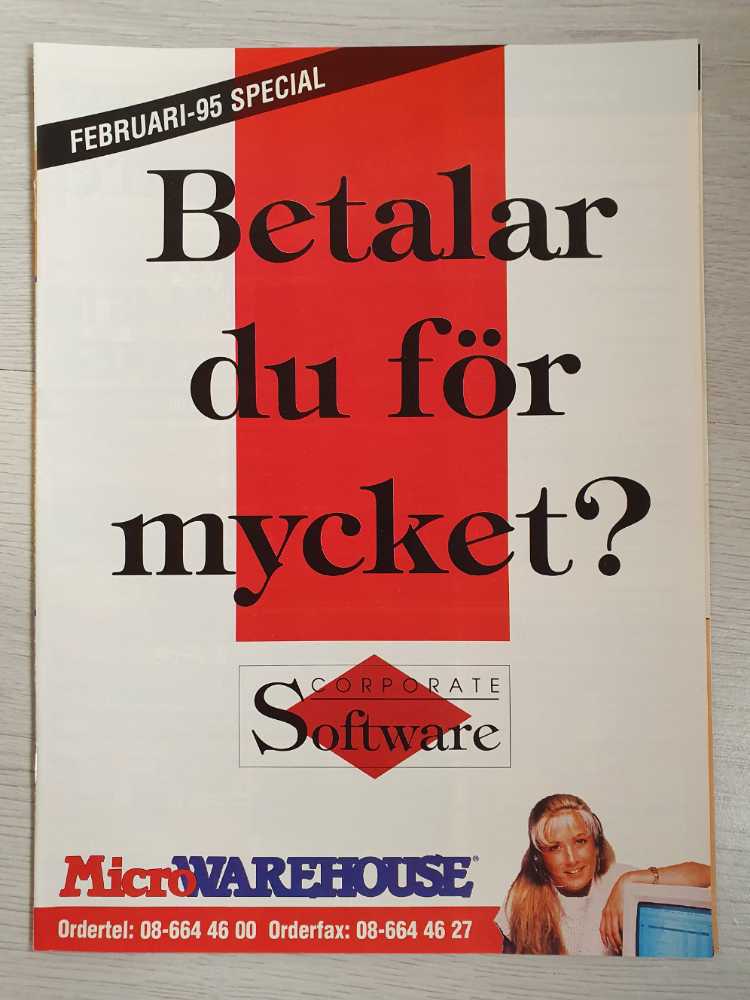 FEBRUARI-95 SPECIAL
Betalar
du för
mycket?
CORPORATE
Software
MicroWAREHOUSE®
Ordertel: 08-664 46 00 Orderfax: 08-664 46 27